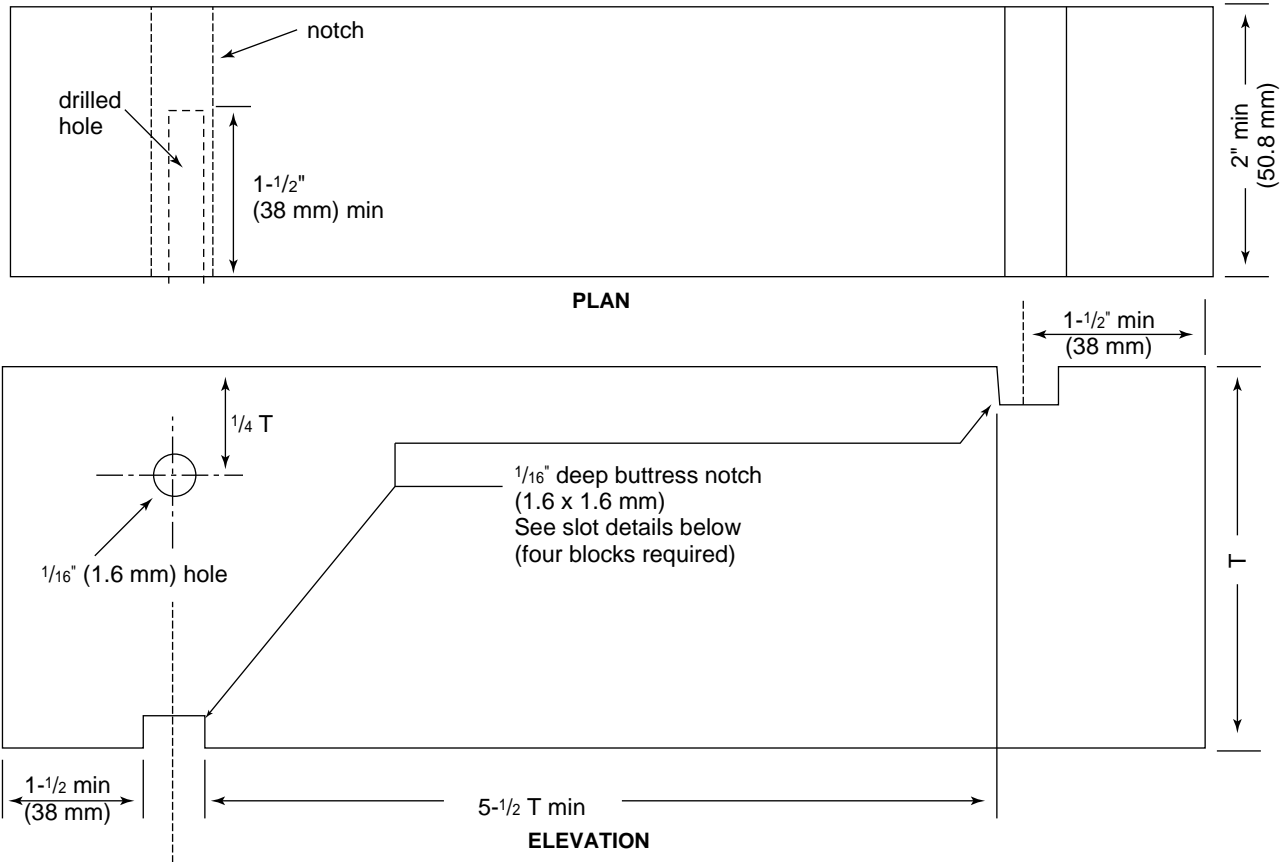 notch
drilled
hole
1-1/2"
(38 mm) min
2" min
(50.8 mm)
PLAN
1-1/2" min
(38 mm)
1/4 T
1/16" deep buttress notch
(1.6 x 1.6 mm)
See slot details below
(four blocks required)
1/16" (1.6 mm) hole
T
1-1/2 min
(38 mm)
5-1/2 T min
ELEVATION